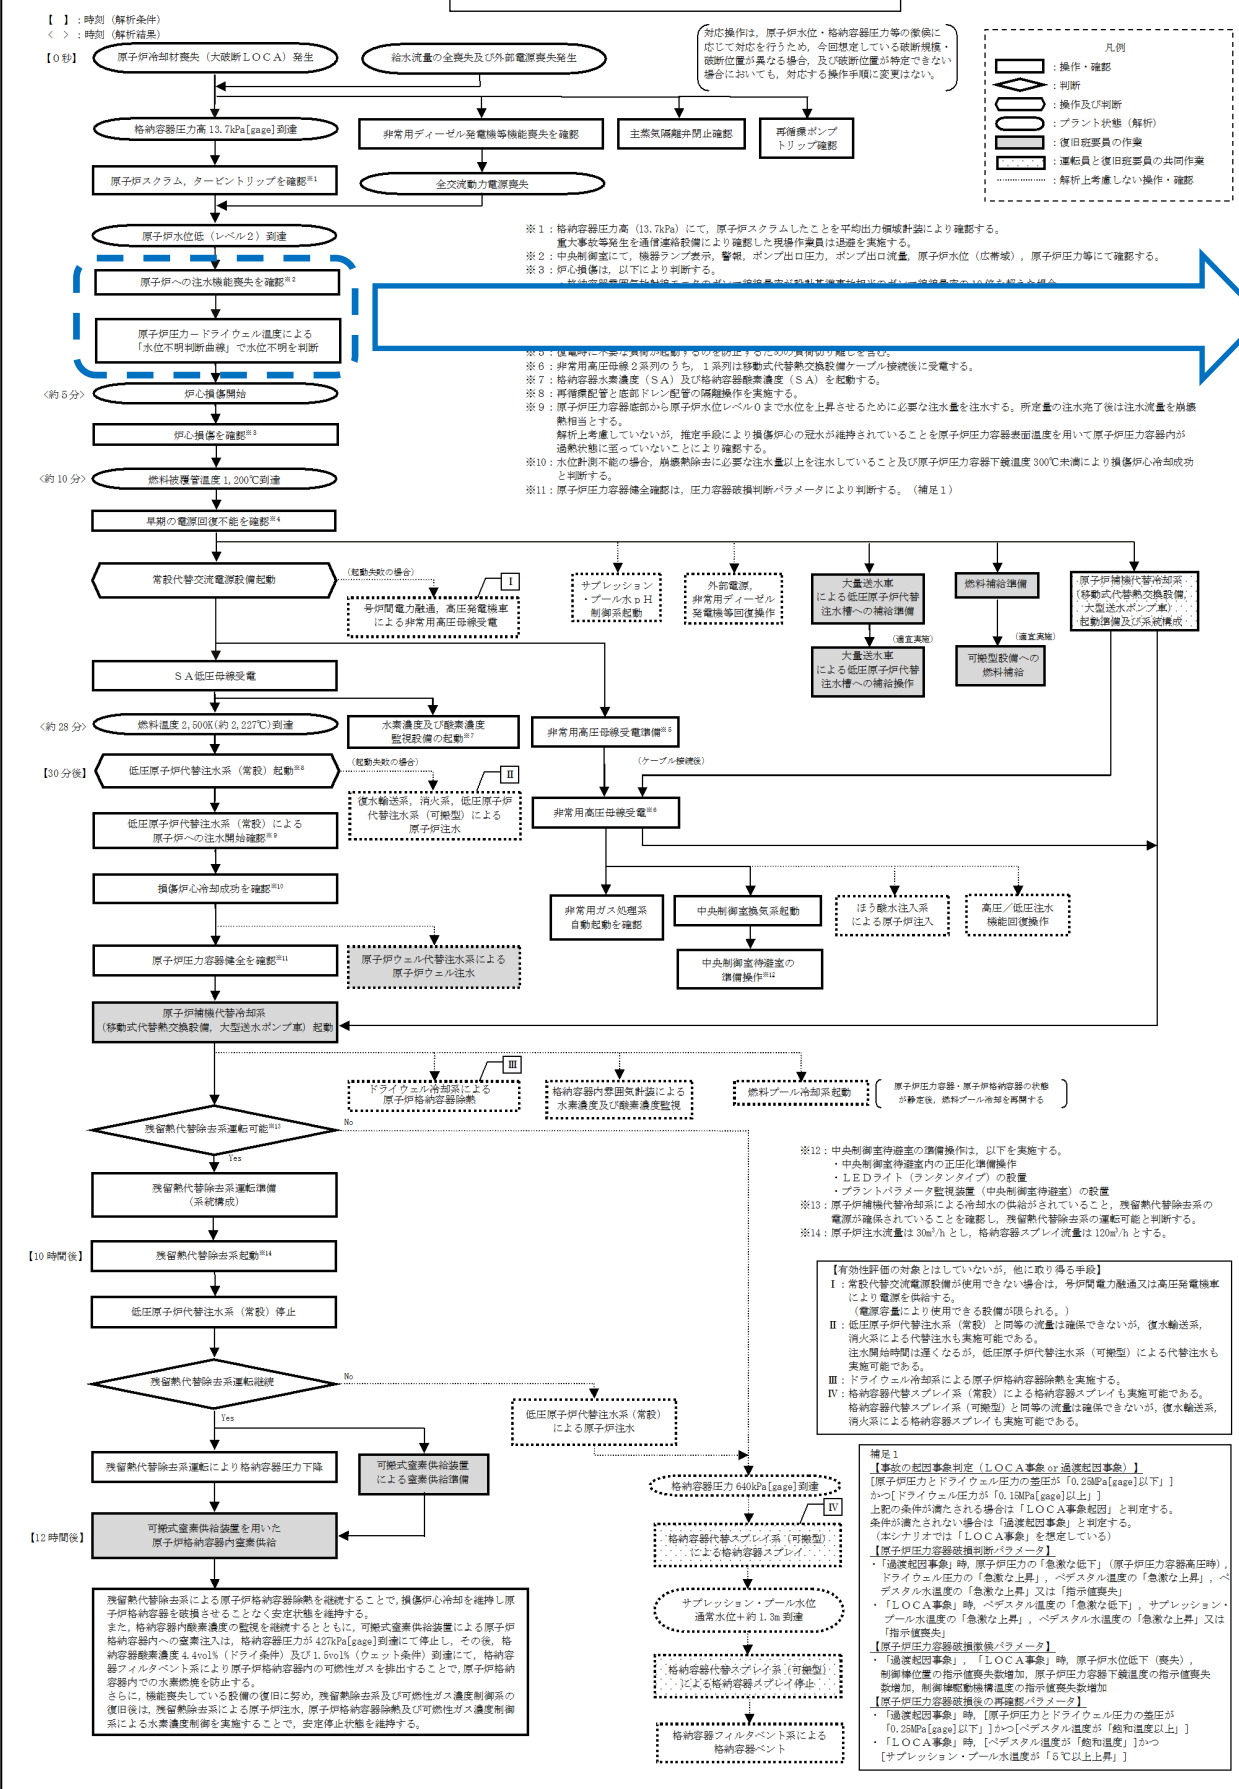 【　】：時刻（解析条件）
＜　＞：時刻（解析結果）
【0秒】
原子炉冷却材喪失（大破断ＬＯＣＡ）発生
給水流量の全喪失及び外部電源喪失発生
対応操作は，原子炉水位・格納容器圧力等の徴候に
応じて対応を行うため，今回想定している破断規模・
破断位置が異なる場合，及び破断位置が特定できない
場合においても，対応する操作手順に変更はない。
凡例
：操作・確認
：判断
：操作及び判断
：プラント状態（解析）
：復旧班要員の作業
：運転員と復旧班要員の共同作業
：解析上考慮しない操作・確認
格納容器圧力高 13.7kPa[gage]到達
非常用ディーゼル発電機等機能喪失を確認
主蒸気隔離弁閉止確認
再循環ポンプ
トリップ確認
原子炉スクラム，タービントリップを確認※1
全交流動力電源喪失
原子炉水位低（レベル２）到達
原子炉への注水機能喪失を確認※2
原子炉圧力－ドライウェル温度による
「水位不明判断曲線」で水位不明を判断
※１：格納容器圧力高（13.7kPa）にて，原子炉スクラムしたことを平均出力領域計装により確認する。
重大事故等発生を通信連絡設備により確認した現場作業員は退避を実施する。
※２：中央制御室にて，機器ランプ表示，警報，ポンプ出口圧力，ポンプ出口流量，原子炉水位（広帯域），原子炉圧力等にて確認する。
※３：炉心損傷は，以下により判断する。
・格納容器雰囲気放射線モニタのガンマ線線量率が設計基準事故相当のガンマ線線量率の10倍を超えた場合
※５：復電時に不要な負荷が起動するのを防止するための負荷切り離しを含む。
※６：非常用高圧母線２系列のうち，１系列は移動式代替熱交換設備ケーブル接続後に受電する。
※７：格納容器水素濃度（ＳＡ）及び格納容器酸素濃度（ＳＡ）を起動する。
※８：再循環配管と底部ドレン配管の隔離操作を実施する。
※９：原子炉圧力容器底部から原子炉水位レベル０まで水位を上昇させるために必要な注水量を注水する。所定量の注水完了後は注水流量を崩壊
熱相当とする。
解析上考慮していないが，推定手段により損傷炉心の冠水が維持されていることを原子炉圧力容器表面温度を用いて原子炉圧力容器内が
過熱状態に至っていないことにより確認する。
※10：水位計測不能の場合，崩壊熱除去に必要な注水量以上を注水していること及び原子炉圧力容器下鏡温度300℃未満により損傷炉心冷却成功
と判断する。
※11：原子炉圧力容器健全確認は，圧力容器破損判断パラメータにより判断する。（補足１）
＜約５分＞
炉心損傷開始
炉心損傷を確認※3
＜約10分＞
燃料被覆管温度1,200℃到達
早期の電源回復不能を確認※4
常設代替交流電源設備起動
（起動失敗の場合）
Ⅰ
号炉間電力融通，高圧発電機車
による非常用高圧母線受電
サプレッション
・プール水ｐＨ
制御系起動
外部電源，
非常用ディーゼル
発電機等回復操作
大量送水車
による低圧原子炉代替
注水槽への補給準備
燃料補給準備
原子炉補機代替冷却系
（移動式代替熱交換設備，
大型送水ポンプ車）
起動準備及び系統構成
（適宜実施）
（適宜実施）
大量送水車
による低圧原子炉代替
注水槽への補給操作
可搬型設備への
燃料補給
ＳＡ低圧母線受電
＜約28分＞
燃料温度2,500K(約2,227℃)到達
水素濃度及び酸素濃度
監視設備の起動※7
非常用高圧母線受電準備※5
【30分後】
低圧原子炉代替注水系（常設）起動※8
（起動失敗の場合）
（ケーブル接続後）
Ⅱ
復水輸送系，消火系，低圧原子炉
代替注水系（可搬型）による
原子炉注水
非常用高圧母線受電※6
低圧原子炉代替注水系（常設）による
原子炉への注水開始確認※9
損傷炉心冷却成功を確認※10
非常用ガス処理系
自動起動を確認
中央制御室換気系起動
ほう酸水注入系
による原子炉注入
高圧／低圧注水
機能回復操作
原子炉圧力容器健全を確認※11
原子炉ウェル代替注水系による
原子炉ウェル注水
中央制御室待避室の
準備操作※12
原子炉補機代替冷却系
（移動式代替熱交換設備，大型送水ポンプ車）起動
Ⅲ
ドライウェル冷却系による
原子炉格納容器除熱
格納容器内雰囲気計装による
水素濃度及び酸素濃度監視
燃料プール冷却系起動
原子炉圧力容器・原子炉格納容器の状態
が静定後，燃料プール冷却を再開する
残留熱代替除去系運転可能※13
No
Yes
※12：中央制御室待避室の準備操作は，以下を実施する。
・中央制御室待避室内の正圧化準備操作
・ＬＥＤライト（ランタンタイプ）の設置
・プラントパラメータ監視装置（中央制御室待避室）の設置
※13：原子炉補機代替冷却系による冷却水の供給がされていること，残留熱代替除去系の
電源が確保されていることを確認し，残留熱代替除去系の運転可能と判断する。
※14：原子炉注水流量は30m³/hとし，格納容器スプレイ流量は120m³/hとする。
残留熱代替除去系運転準備
（系統構成）
【10時間後】
残留熱代替除去系起動※14
低圧原子炉代替注水系（常設）停止
【有効性評価の対象とはしていないが，他に取り得る手段】
Ⅰ：常設代替交流電源設備が使用できない場合は，号炉間電力融通又は高圧発電機車
により電源を供給する。
（電源容量により使用できる設備が限られる。）
Ⅱ：低圧原子炉代替注水系（常設）と同等の流量は確保できないが，復水輸送系，
消火系による代替注水も実施可能である。
注水開始時間は遅くなるが，低圧原子炉代替注水系（可搬型）による代替注水も
実施可能である。
Ⅲ：ドライウェル冷却系による原子炉格納容器除熱を実施する。
Ⅳ：格納容器代替スプレイ系（常設）による格納容器スプレイも実施可能である。
格納容器代替スプレイ系（可搬型）と同等の流量は確保できないが，復水輸送系，
消火系による格納容器スプレイも実施可能である。
残留熱代替除去系運転継続
No
Yes
低圧原子炉代替注水系（常設）
による原子炉注水
残留熱代替除去系運転により格納容器圧力下降
可搬式窒素供給装置
による窒素供給準備
格納容器圧力640kPa[gage]到達
Ⅳ
【12時間後】
可搬式窒素供給装置を用いた
原子炉格納容器内窒素供給
格納容器代替スプレイ系（可搬型）
による格納容器スプレイ
サプレッション・プール水位
通常水位＋約1.3m到達
格納容器代替スプレイ系（可搬型）
による格納容器スプレイ停止
格納容器フィルタベント系による
格納容器ベント
残留熱代替除去系による原子炉格納容器除熱を継続することで，損傷炉心冷却を維持し原
子炉格納容器を破損させることなく安定状態を維持する。
また，格納容器内酸素濃度の監視を継続するとともに，可搬式窒素供給装置による原子炉
格納容器内への窒素注入は，格納容器圧力が427kPa[gage]到達にて停止し，その後，格
納容器酸素濃度4.4vol%（ドライ条件）及び1.5vol%（ウェット条件）到達にて，格納容
器フィルタベント系により原子炉格納容器内の可燃性ガスを排出することで，原子炉格納
容器内での水素燃焼を防止する。
さらに，機能喪失している設備の復旧に努め，残留熱除去系及び可燃性ガス濃度制御系の
復旧後は，残留熱除去系による原子炉注水，原子炉格納容器除熱及び可燃性ガス濃度制御
系による水素濃度制御を実施することで，安定停止状態を維持する。
補足１
【事故の起因事象判定（ＬＯＣＡ事象 or 過渡起因事象）】
[原子炉圧力とドライウェル圧力の差圧が「0.25MPa[gage]以下」]
かつ[ドライウェル圧力が「0.15MPa[gage]以上」]
上記の条件が満たされる場合は「ＬＯＣＡ事象起因」と判定する。
条件が満たされない場合は「過渡起因事象」と判定する。
（本シナリオでは「ＬＯＣＡ事象」を想定している）
【原子炉圧力容器破損判断パラメータ】
・「過渡起因事象」時，原子炉圧力の「急激な低下」（原子炉圧力容器高圧時），
ドライウェル圧力の「急激な上昇」，ペデスタル温度の「急激な上昇」，ペ
デスタル水温度の「急激な上昇」又は「指示値喪失」
・「ＬＯＣＡ事象」時，ペデスタル温度の「急激な低下」，サプレッション・
プール水温度の「急激な上昇」，ペデスタル水温度の「急激な上昇」又は
「指示値喪失」
【原子炉圧力容器破損徴候パラメータ】
・「過渡起因事象」，「ＬＯＣＡ事象」時，原子炉水位低下（喪失），
制御棒位置の指示値喪失数増加，原子炉圧力容器下鏡温度の指示値喪失
数増加，制御棒駆動機構温度の指示値喪失数増加
【原子炉圧力容器破損後の再確認パラメータ】
・「過渡起因事象」時，[原子炉圧力とドライウェル圧力の差圧が
「0.25MPa[gage]以下」]かつ[ペデスタル温度が「飽和温度以上」]
・「ＬＯＣＡ事象」時，[ペデスタル温度が「飽和温度」]かつ
[サプレッション・プール水温度が「５℃以上上昇」]